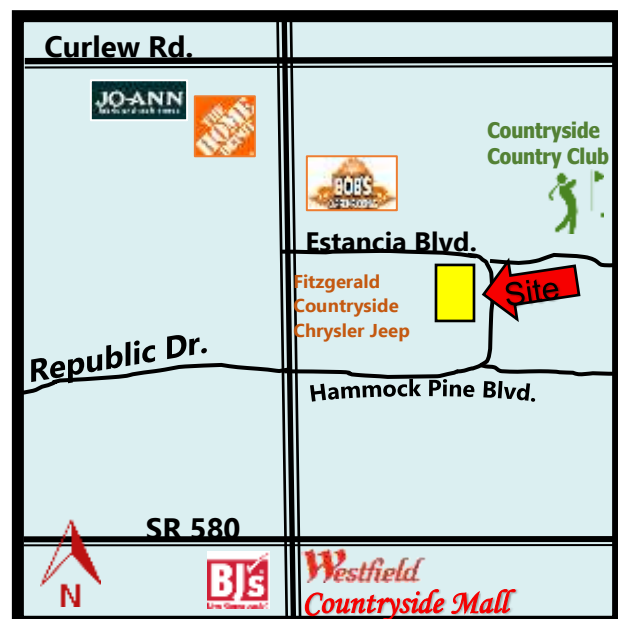 Curlew Rd.
JO-ANN
THE
HOME
DEPOT
Countryside
Country Club
BOB'S
Estancia Blvd.
Fitzgerald
Countryside
Chrysler Jeep
Site
Republic Dr.
Hammock Pine Blvd.
SR 580
N
BJ's
Westfield
Countryside Mall